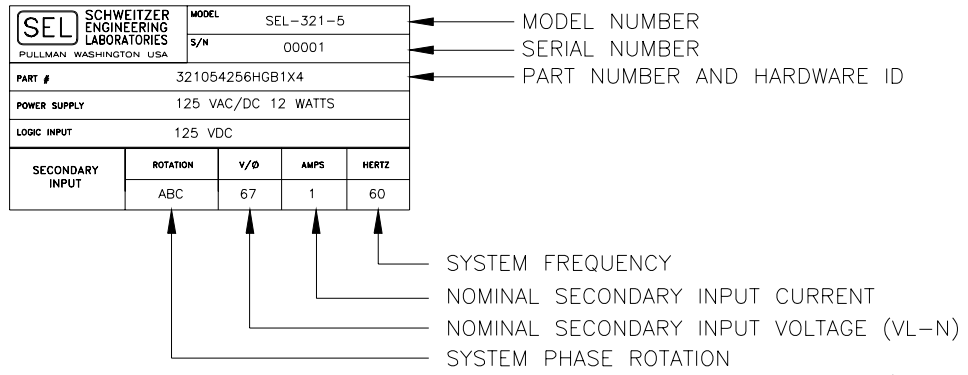 SEL SCHWEITZER ENGINEERING LABORATORIES
PULLMAN WASHINGTON USA
MODEL SEL-321-5
S/N 00001
PART # 321054256HGB1X4
POWER SUPPLY 125 VAC/DC 12 WATTS
LOGIC INPUT 125 VDC
SECONDARY INPUT
ROTATION V/Ø AMPS HERTZ
ABC 67 1 60
MODEL NUMBER
SERIAL NUMBER
PART NUMBER AND HARDWARE ID
SYSTEM FREQUENCY
NOMINAL SECONDARY INPUT CURRENT
NOMINAL SECONDARY INPUT VOLTAGE (VL-N)
SYSTEM PHASE ROTATION